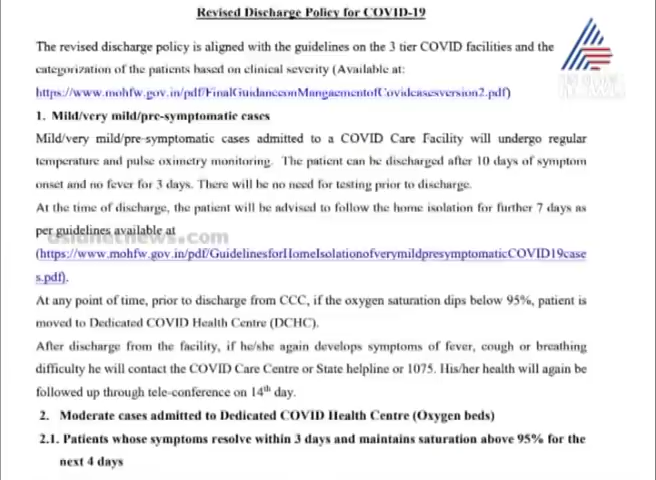 Revised Discharge Policy for COVID-19
The revised discharge policy is aligned with the guidelines on the 3 tier COVID facilities and the
categorization of the patients based on clinical severity (Available at:
https://www.mohfw.gov.in/pdf/FinalGuidanceonMangaementofCovidcasesversion2.pdf)
1. Mild/very mild/pre-symptomatic cases
Mild/very mild/pre-symptomatic cases admitted to a COVID Care Facility will undergo regular
temperature and pulse oximetry monitoring. The patient can be discharged after 10 days of symptom
onset and no fever for 3 days. There will be no need for testing prior to discharge.
At the time of discharge, the patient will be advised to follow the home isolation for further 7 days as
per guidelines available at
asianetnews.com
(https://www.mohfw.gov.in/pdf/GuidelinesforHomeIsolationofverymildpresymptomaticCOVID19case
s.pdf).
At any point of time, prior to discharge from CCC, if the oxygen saturation dips below 95%, patient is
moved to Dedicated COVID Health Centre (DCHC).
After discharge from the facility, if he/she again develops symptoms of fever, cough or breathing
difficulty he will contact the COVID Care Centre or State helpline or 1075. His/her health will again be
followed up through tele-conference on 14th day.
2. Moderate cases admitted to Dedicated COVID Health Centre (Oxygen beds)
2.1. Patients whose symptoms resolve within 3 days and maintains saturation above 95% for the
next 4 days